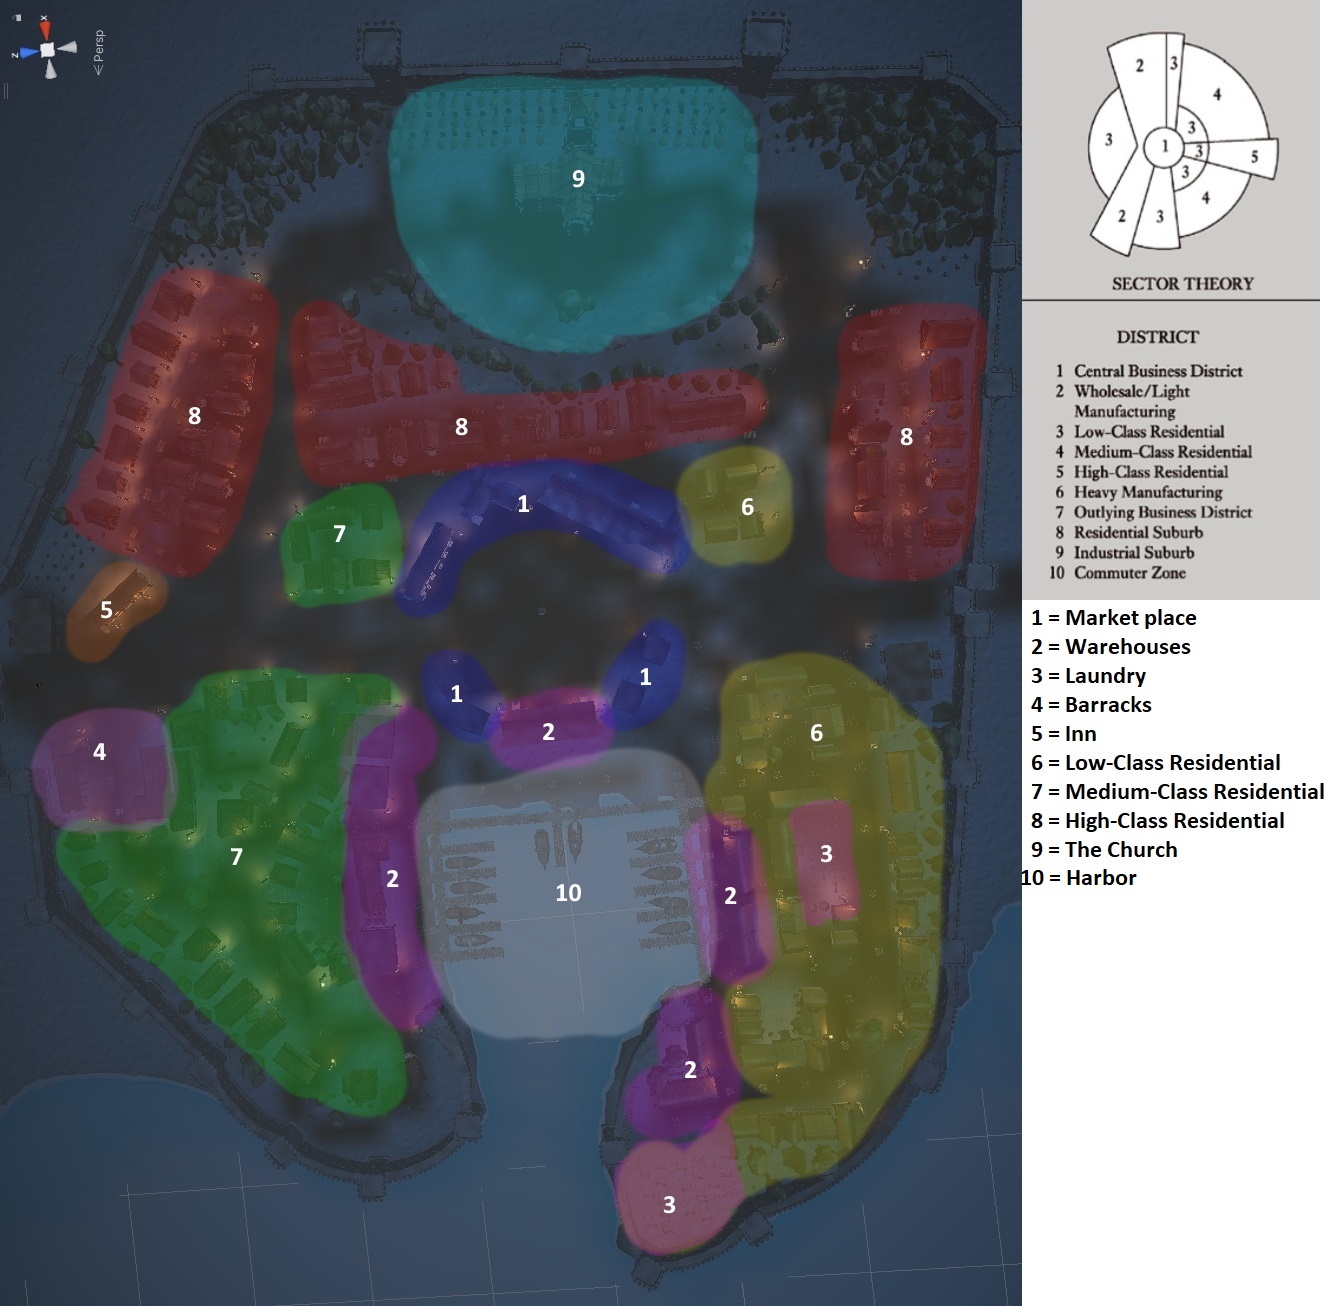 x
z
< Persp
9
8
8
8
1
6
7
5
1
1
2
6
4
7
2
3
2
10
2
3
2
3
4
3
3
1
3
5
3
4
2
3
SECTOR THEORY
DISTRICT
1 Central Business District
2 Wholesale/Light
Manufacturing
3 Low-Class Residential
4 Medium-Class Residential
5 High-Class Residential
6 Heavy Manufacturing
7 Outlying Business District
8 Residential Suburb
9 Industrial Suburb
10 Commuter Zone
1 = Market place
2 = Warehouses
3 = Laundry
4 = Barracks
5 = Inn
6 = Low-Class Residential
7 = Medium-Class Residential
8 = High-Class Residential
9 = The Church
10 = Harbor